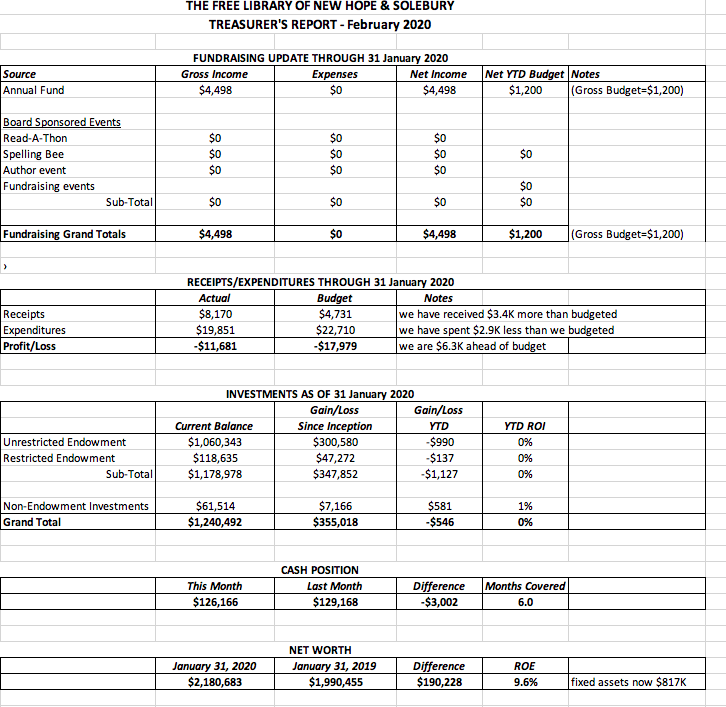 THE FREE LIBRARY OF NEW HOPE & SOLEBURY
TREASURER'S REPORT - February 2020
FUNDRAISING UPDATE THROUGH 31 January 2020
Source Gross Income Expenses Net Income Net YTD Budget Notes
Annual Fund $4,498 $0 $4,498 $1,200 (Gross Budget=$1,200)
Board Sponsored Events
Read-A-Thon $0 $0 $0
Spelling Bee $0 $0 $0 $0
Author event $0 $0 $0
Fundraising events $0
Sub-Total $0 $0 $0 $0
Fundraising Grand Totals $4,498 $0 $4,498 $1,200 (Gross Budget=$1,200)
›
RECEIPTS/EXPENDITURES THROUGH 31 January 2020
Actual Budget Notes
Receipts $8,170 $4,731 we have received $3.4K more than budgeted
Expenditures $19,851 $22,710 we have spent $2.9K less than we budgeted
Profit/Loss -$11,681 -$17,979 we are $6.3K ahead of budget
INVESTMENTS AS OF 31 January 2020
Gain/Loss Gain/Loss
Current Balance Since Inception YTD YTD ROI
Unrestricted Endowment $1,060,343 $300,580 -$990 0%
Restricted Endowment $118,635 $47,272 -$137 0%
Sub-Total $1,178,978 $347,852 -$1,127 0%
Non-Endowment Investments $61,514 $7,166 $581 1%
Grand Total $1,240,492 $355,018 -$546 0%
CASH POSITION
This Month Last Month Difference Months Covered
$126,166 $129,168 -$3,002 6.0
NET WORTH
January 31, 2020 January 31, 2019 Difference ROE
$2,180,683 $1,990,455 $190,228 9.6% fixed assets now $817K